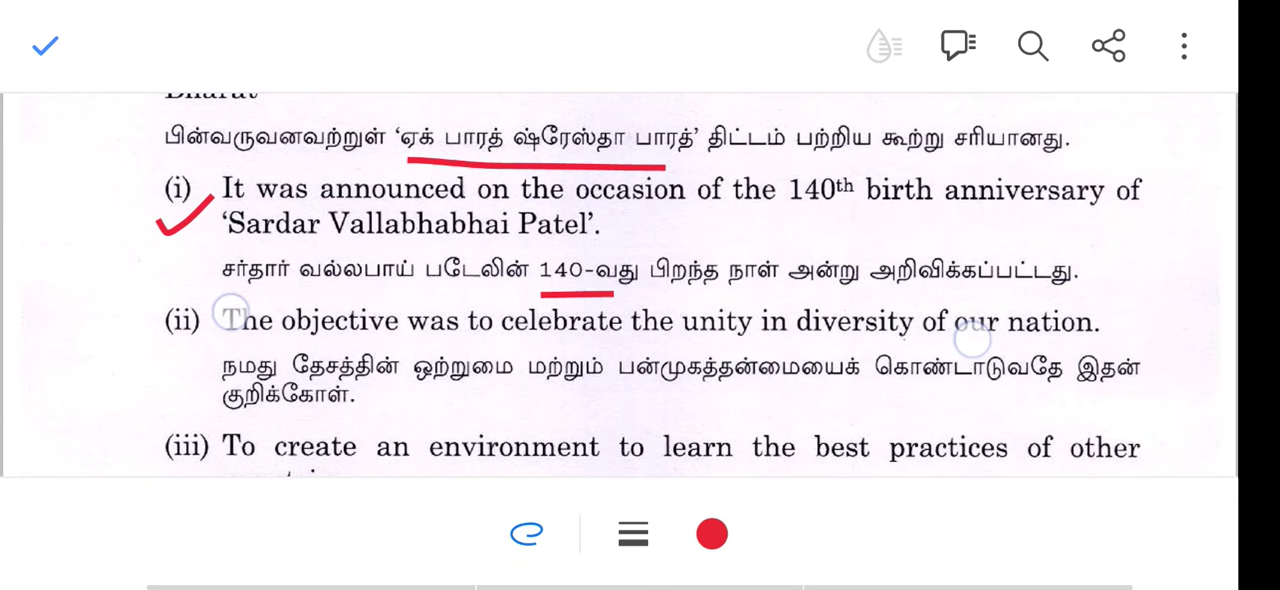 Bharat
பின்வருவனவற்றுள் ‘ஏக் பாரத் ஷ்ரேஸ்தா பாரத்’ திட்டம் பற்றிய கூற்று சரியானது.
(i) It was announced on the occasion of the 140th birth anniversary of
‘Sardar Vallabhabhai Patel’.
சர்தார் வல்லபாய் படேலின் 140-வது பிறந்த நாள் அன்று அறிவிக்கப்பட்டது.
(ii) The objective was to celebrate the unity in diversity of our nation.
நமது தேசத்தின் ஒற்றுமை மற்றும் பன்முகத்தன்மையைக் கொண்டாடுவதே இதன்
குறிக்கோள்.
(iii) To create an environment to learn the best practices of other